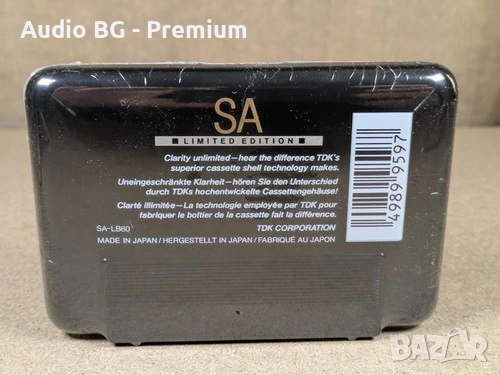 Audio BG - Premium
SA
LIMITED EDITION
Clarity unlimited—hear the difference TDK's
superior cassette shell technology makes.
Uneingeschränkte Klarheit—hören Sie den Unterschied
durch TDKs hochentwickelte Cassettengehäuse!
Clarté illimitée—La technologie employée par TDK pour
fabriquer le boîtier de la cassette fait la différence.
SA-LB60 TDK CORPORATION
MADE IN JAPAN / HERGESTELLT IN JAPAN / FABRIQUÉ AU JAPON
4989 9597
BAZAR